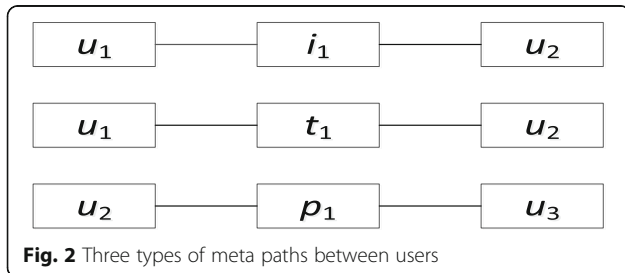 u₁ i₁ u₂
u₁ t₁ u₂
u₂ p₁ u₃
Fig. 2 Three types of meta paths between users